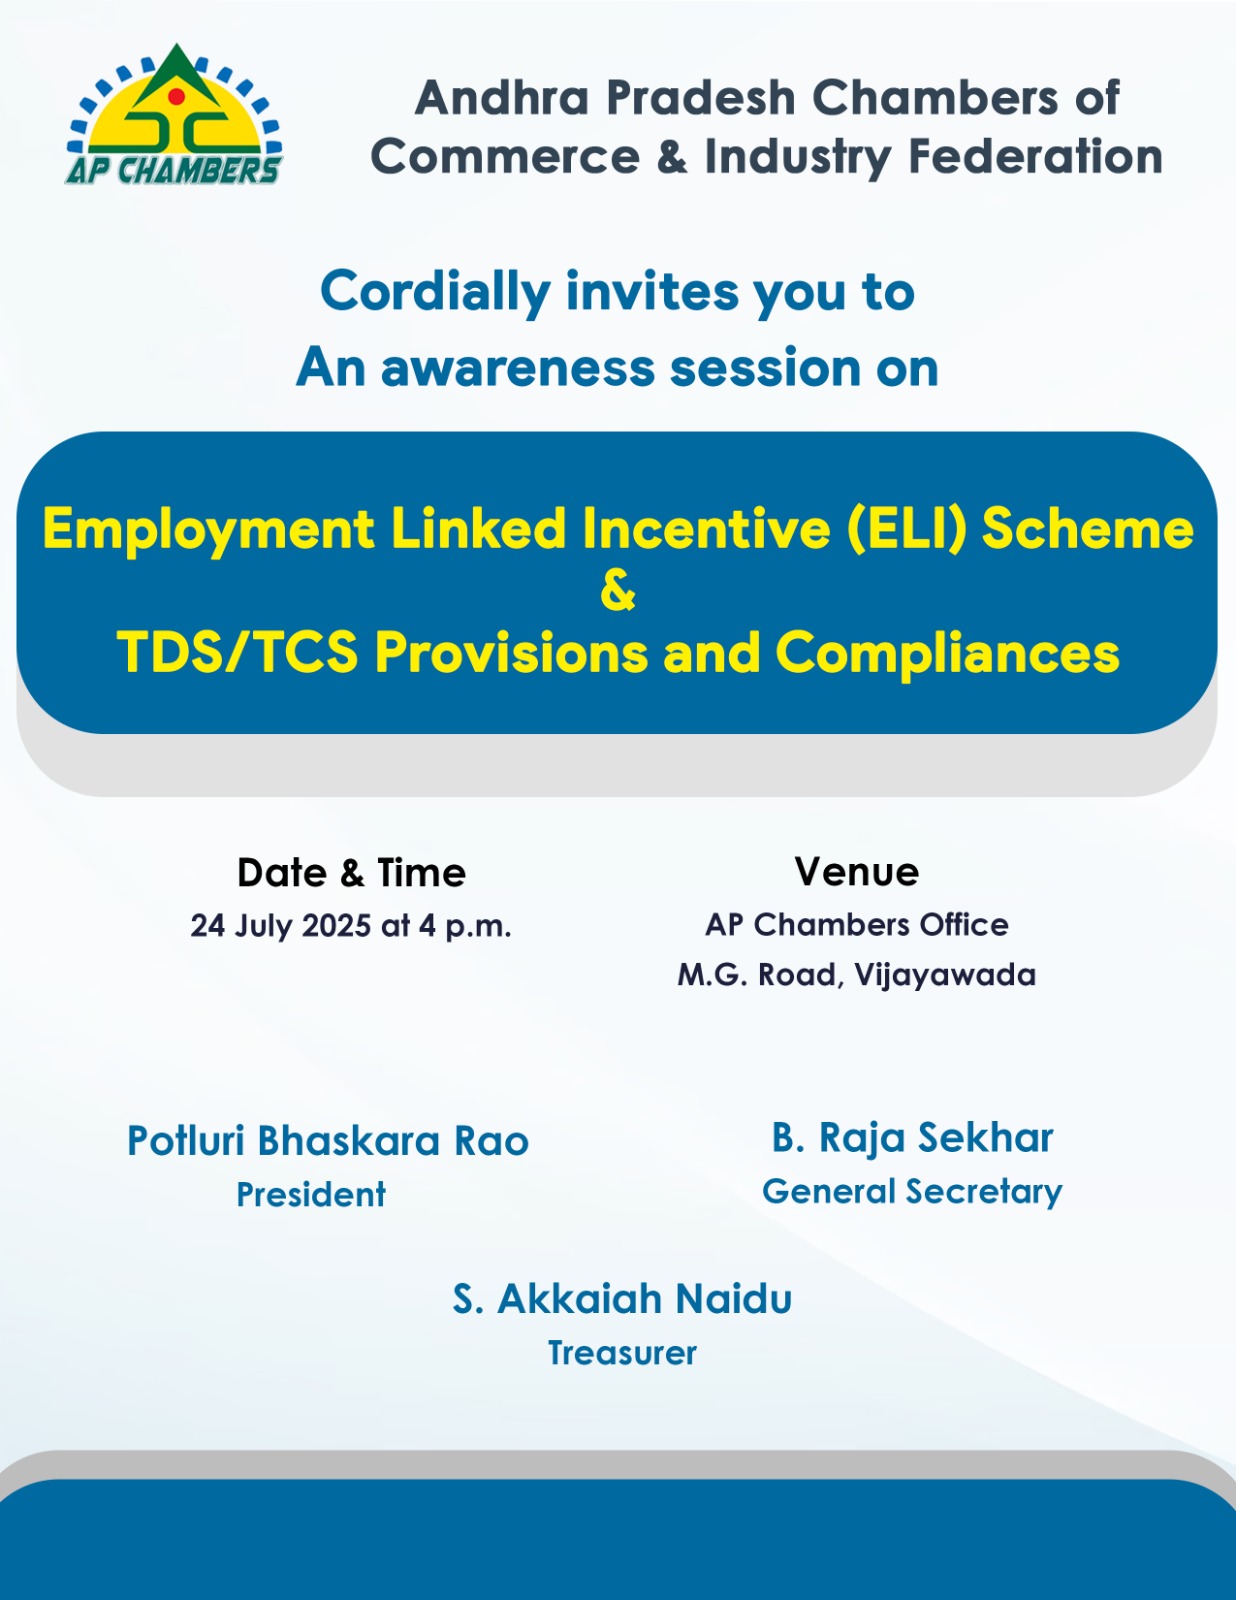 AP CHAMBERS
Andhra Pradesh Chambers of
Commerce & Industry Federation
Cordially invites you to
An awareness session on
Employment Linked Incentive (ELI) Scheme
&
TDS/TCS Provisions and Compliances
Date & Time
24 July 2025 at 4 p.m.
Venue
AP Chambers Office
M.G. Road, Vijayawada
Potluri Bhaskara Rao
President
B. Raja Sekhar
General Secretary
S. Akkaiah Naidu
Treasurer